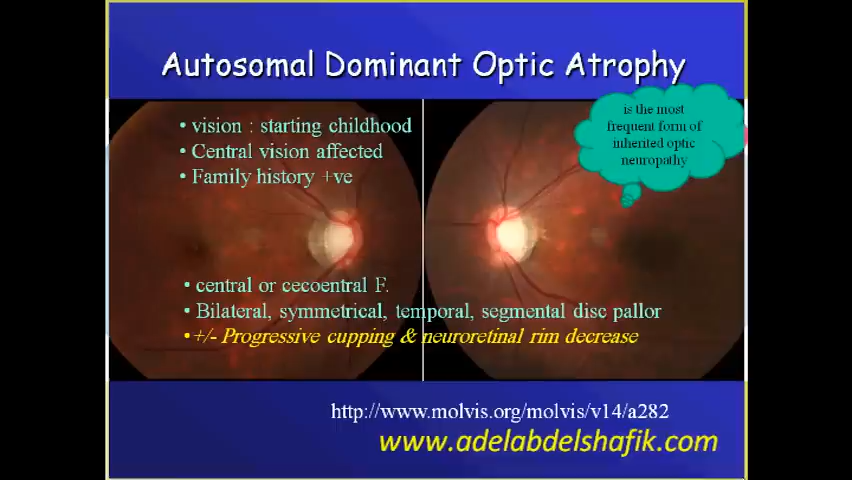 Autosomal Dominant Optic Atrophy
is the most
frequent form of
inherited optic
neuropathy
• vision : starting childhood
• Central vision affected
• Family history +ve
• central or cecoentral F.
• Bilateral, symmetrical, temporal, segmental disc pallor
•+/- Progressive cupping & neuroretinal rim decrease
http://www.molvis.org/molvis/v14/a282
www.adelabdelshafik.com